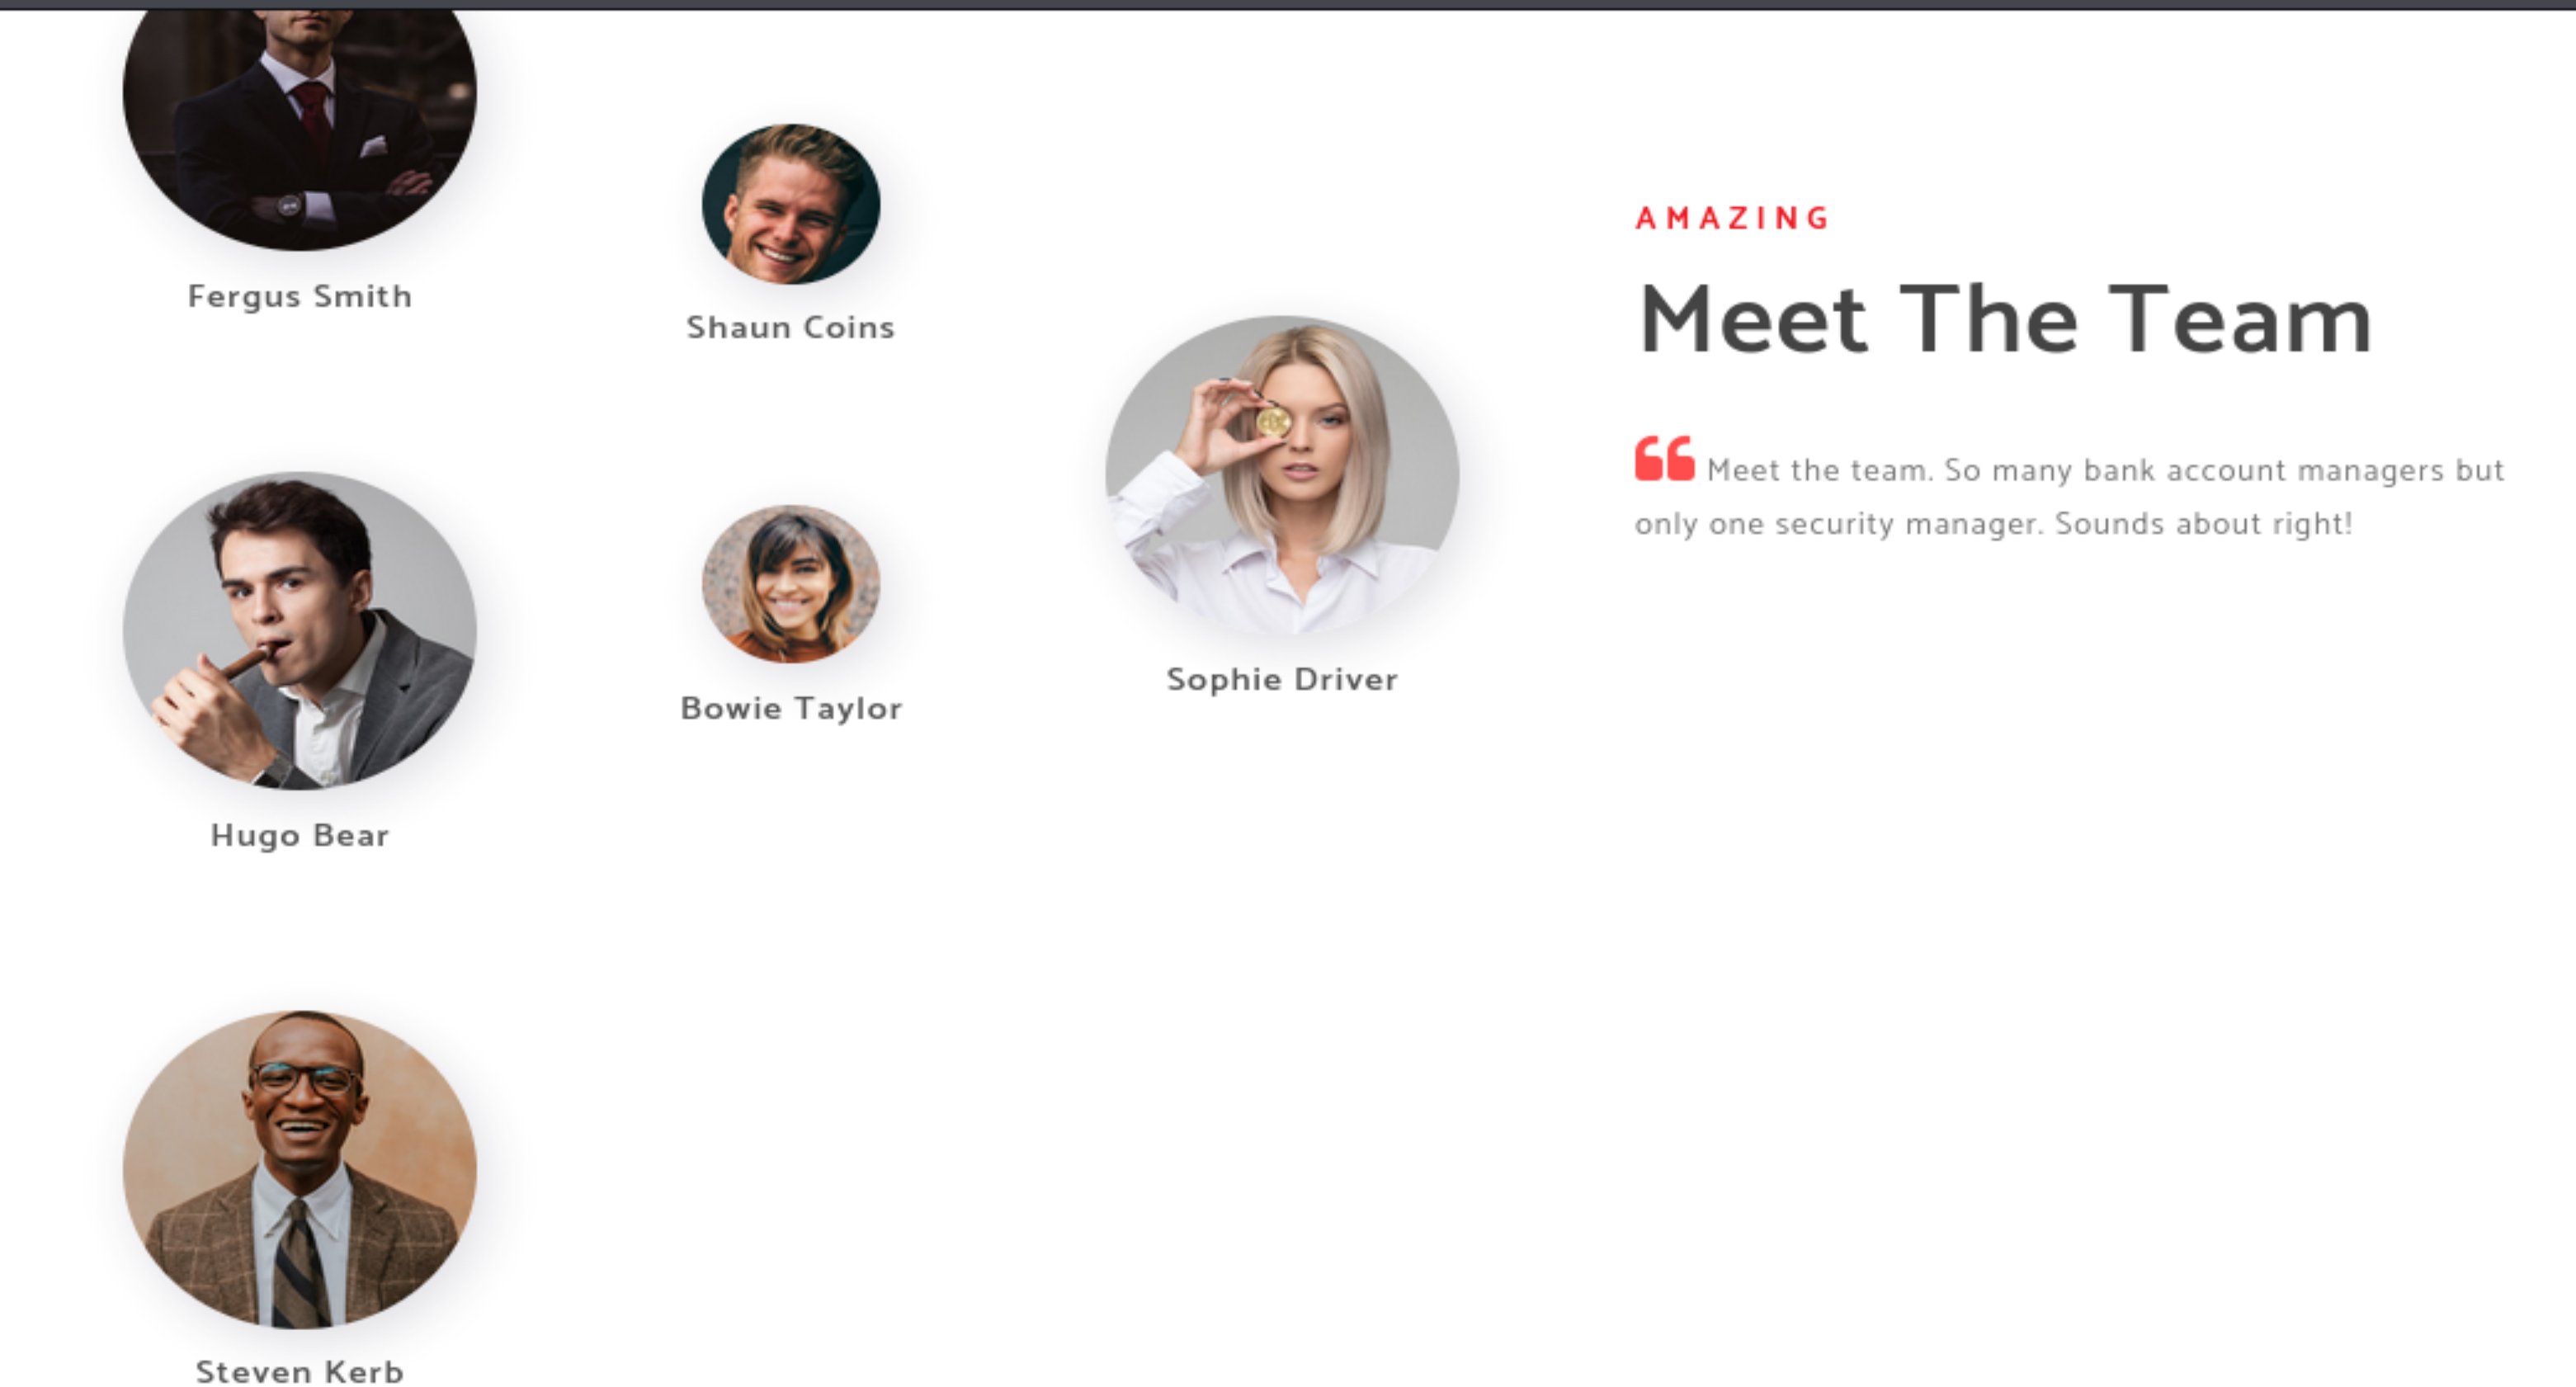 Fergus Smith
Shaun Coins
Hugo Bear
Bowie Taylor
Sophie Driver
Steven Kerb
AMAZING
Meet The Team
Meet the team. So many bank account managers but
only one security manager. Sounds about right!